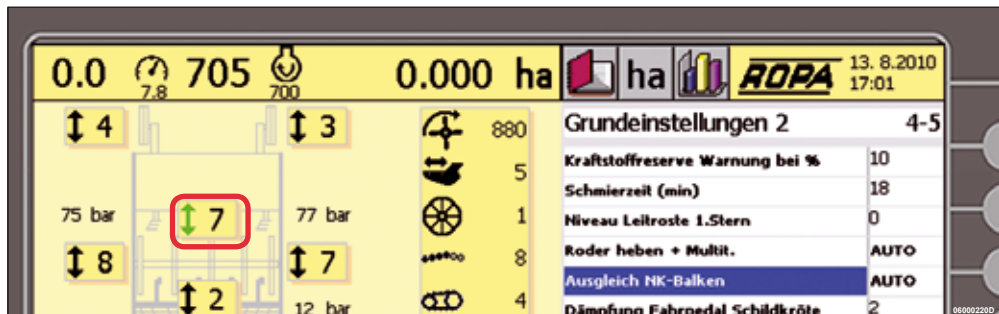 0.0 7.8 705 700 0.000 ha ha ROPA 13. 8.2010
17:01
4 3
75 bar 7 77 bar
8 7
2 12 bar
880
5
1
8
4
Grundeinstellungen 2 4-5
Kraftstoffreserve Warnung bei % 10
Schmierzeit (min) 18
Niveau Leitroste 1.Stern 0
Roder heben + Multit. AUTO
Ausgleich NK-Balken AUTO
Dämpfung Fahrpedal Schildkröte 2
06000220D